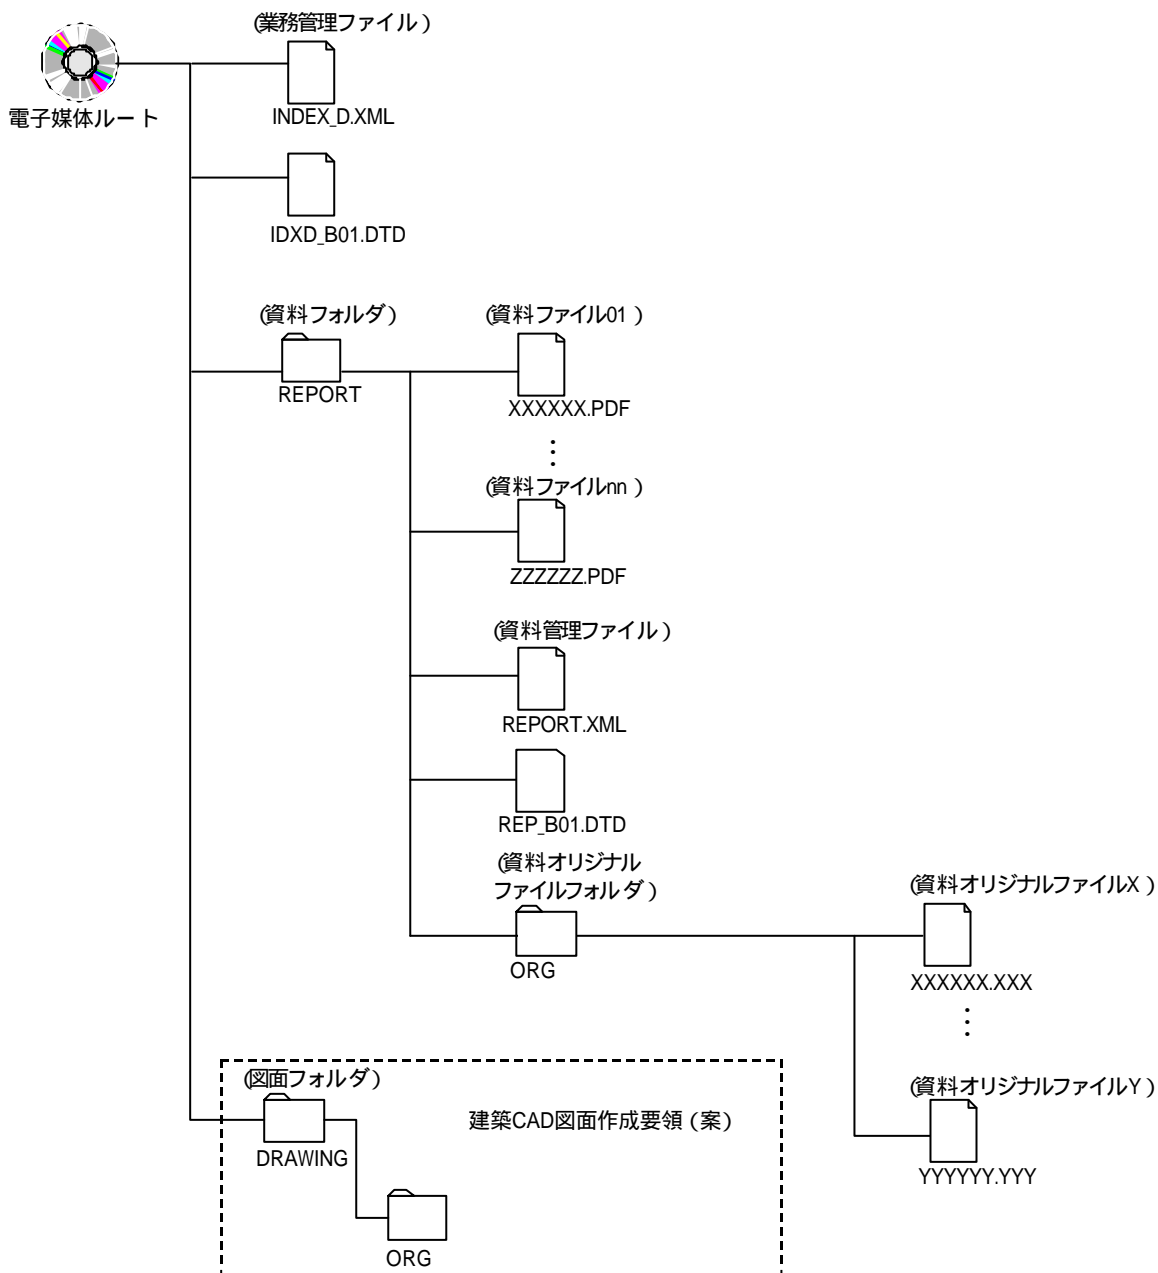 (業務管理ファイル)
電子媒体ルート
INDEX_D.XML
IDXD_B01.DTD
(資料フォルダ)
REPORT
(資料ファイル01)
XXXXXX.PDF
(資料ファイルnn)
ZZZZZZ.PDF
(資料管理ファイル)
REPORT.XML
REP_B01.DTD
(資料オリジナル
ファイルフォルダ)
ORG
(資料オリジナルファイルX)
XXXXXX.XXX
(資料オリジナルファイルY)
YYYYYY.YYY
(図面フォルダ)
建築CAD図面作成要領(案)
DRAWING
ORG